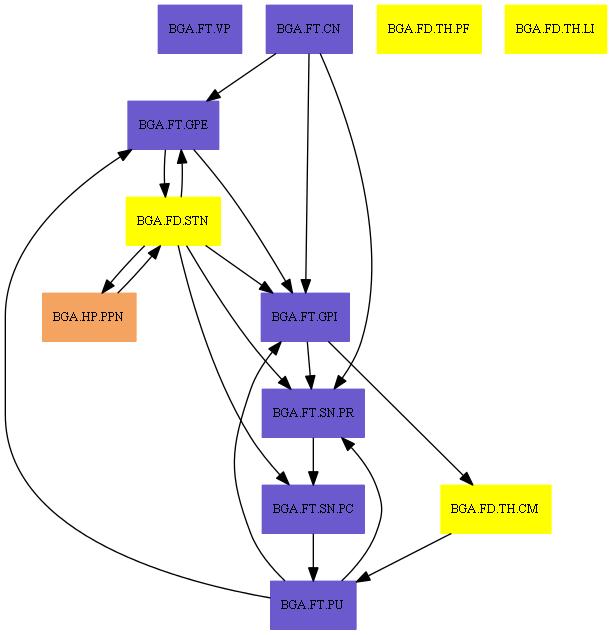 BGA.FT.VP
BGA.FT.CN
BGA.FD.TH.PF
BGA.FD.TH.LI
BGA.FT.GPE
BGA.FD.STN
BGA.HP.PPN
BGA.FT.GPI
BGA.FT.SN.PR
BGA.FT.SN.PC
BGA.FD.TH.CM
BGA.FT.PU